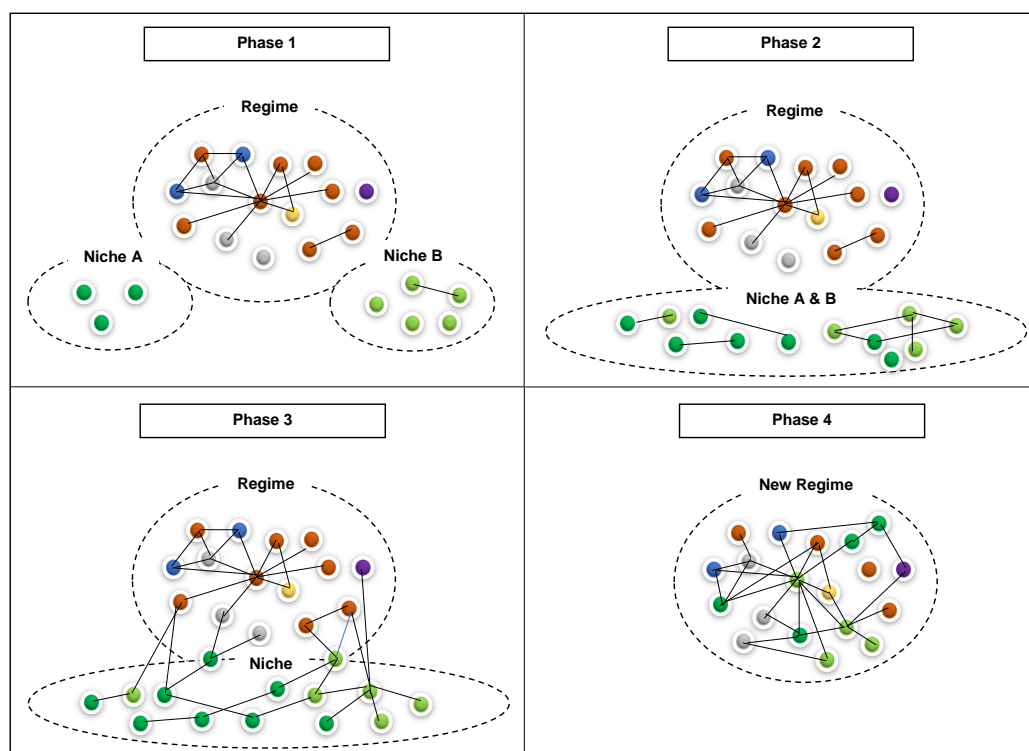 Phase 1
Regime
Niche A
Niche B
Phase 2
Regime
Niche A & B
Phase 3
Regime
Niche
Phase 4
New Regime